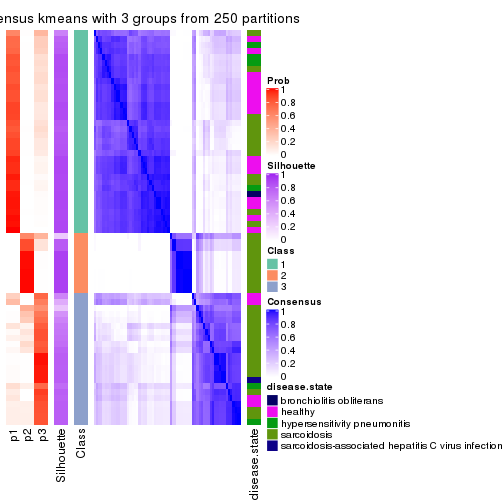 ensus kmeans with 3 groups from 250 partitions
Prob
1
0.8
0.6
0.4
0.2
0
Silhouette
1
0.8
0.6
0.4
0.2
0
Class
1
2
3
Consensus
1
0.8
0.6
0.4
0.2
0
disease.state
bronchiolitis obliterans
healthy
hypersensitivity pneumonitis
sarcoidosis
sarcoidosis-associated hepatitis C virus infection
p1
p2
p3
Silhouette
Class
disease.state